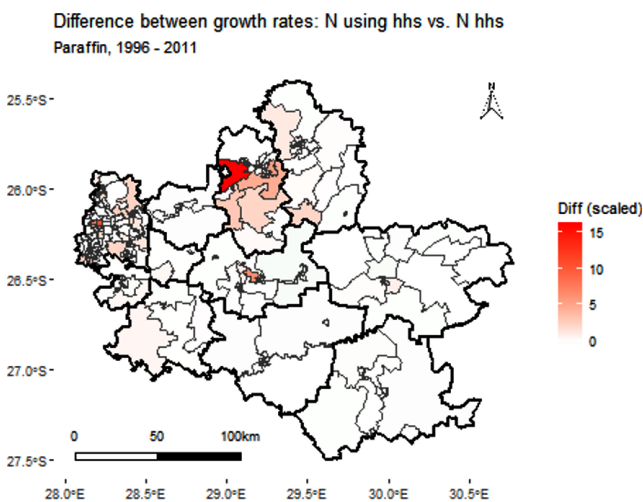 Difference between growth rates: N using hhs vs. N hhs
Paraffin, 1996 - 2011
N
25.5°S
26.0°S
26.5°S
27.0°S
27.5°S
Diff (scaled)
15
10
5
0
0 50 100km
28.0°E 28.5°E 29.0°E 29.5°E 30.0°E 30.5°E